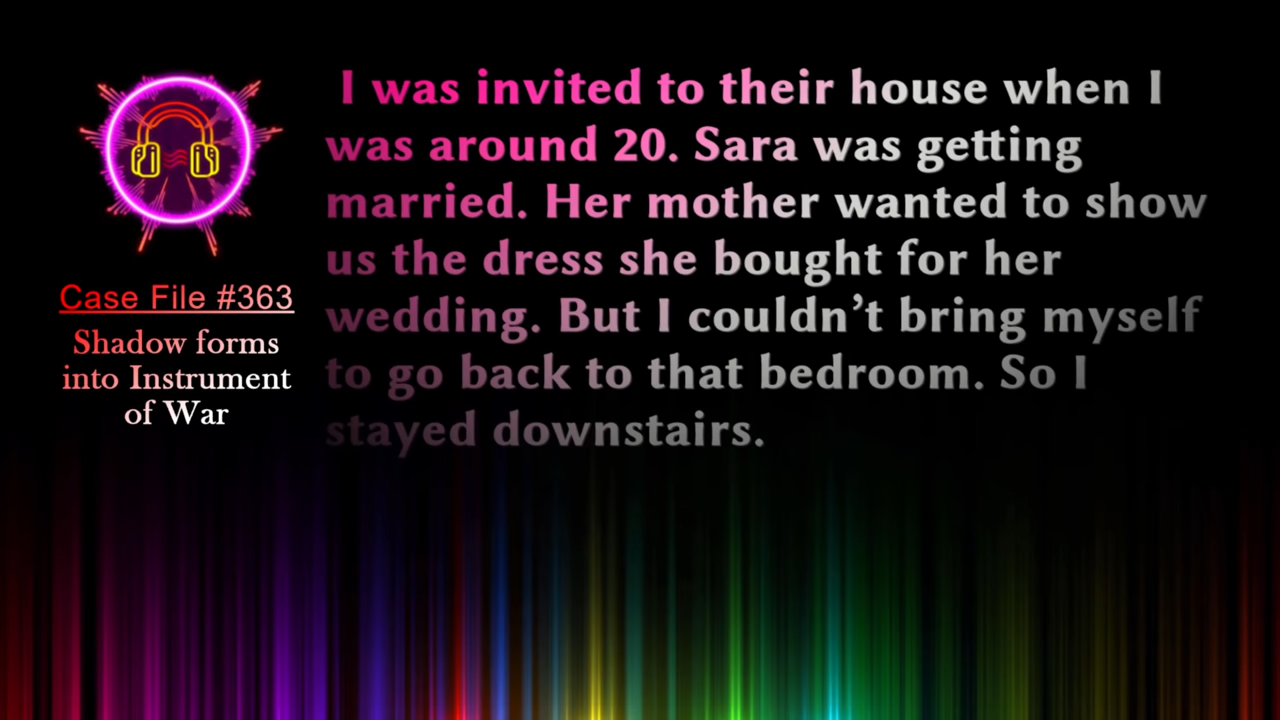 Case File #363
Shadow forms
into Instrument
of War
I was invited to their house when I
was around 20. Sara was getting
married. Her mother wanted to show
us the dress she bought for her
wedding. But I couldn’t bring myself
to go back to that bedroom. So I
stayed downstairs.